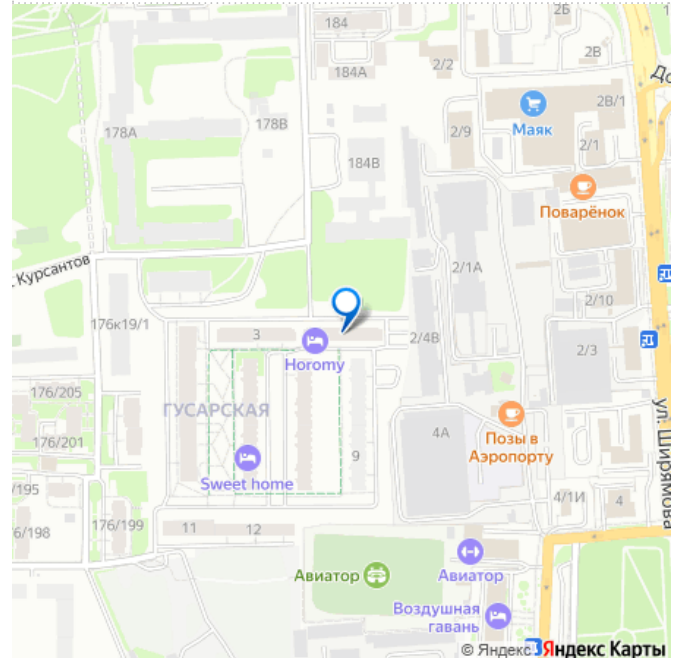 184
2Б
2/2
2В
184А
До
2В/1
178А
178В
2/9
Маяк
2/1
184В
Поварёнок
Курсантов
2/1А
176к19/1
2/10
3
2/4В
2/3
Horomy
176/205
ГУСАРСКАЯ
4А
Позы в
Аэропорту
ул. Ширямова
176/201
9
Sweet home
/195
4/1И
4
6/198
176/199
11
12
Авиатор
Авиатор
Воздушная
гавань
© Яндекс
Яндекс Карты